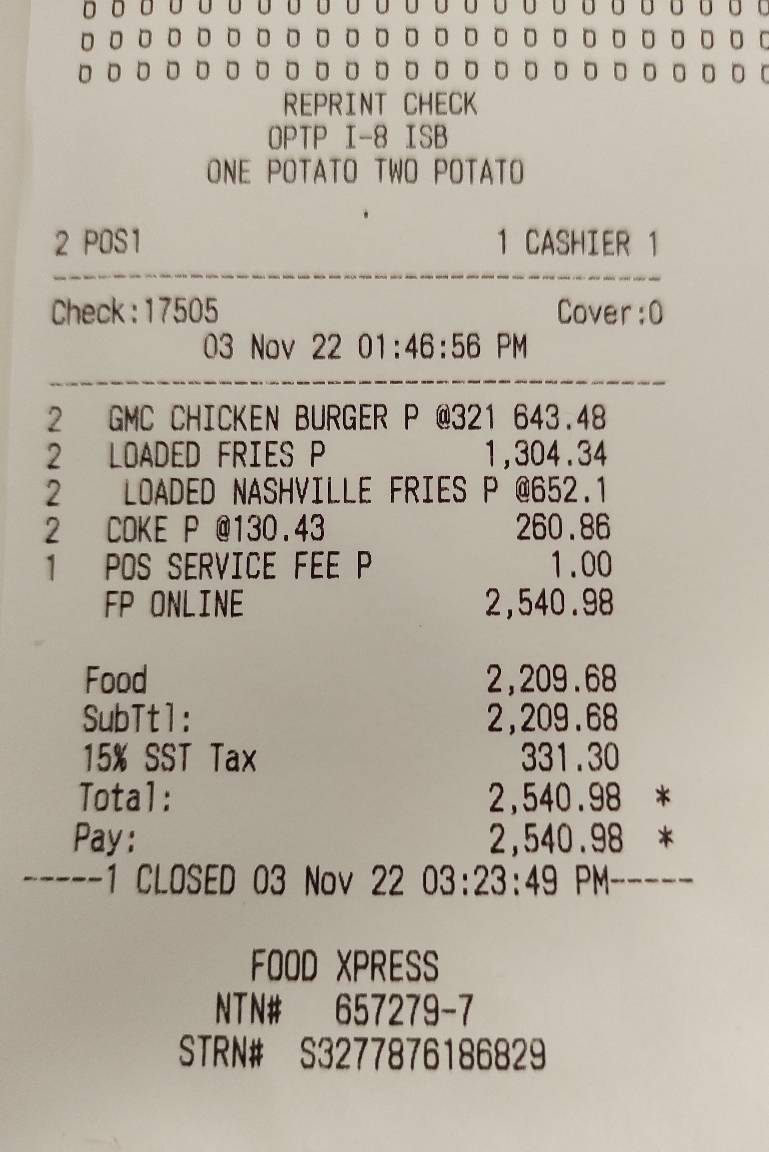 REPRINT CHECK
OPTP I-8 ISB
ONE POTATO TWO POTATO
2 POS1 1 CASHIER 1
Check:17505 Cover:0
03 Nov 22 01:46:56 PM
2 GMC CHICKEN BURGER P @321 643.48
2 LOADED FRIES P 1,304.34
2 LOADED NASHVILLE FRIES P @652.1
2 COKE P @130.43 260.86
1 POS SERVICE FEE P 1.00
FP ONLINE 2,540.98
Food 2,209.68
SubTtl: 2,209.68
15% SST Tax 331.30
Total: 2,540.98 *
Pay: 2,540.98 *
-----1 CLOSED 03 Nov 22 03:23:49 PM-----
FOOD XPRESS
NTN# 657279-7
STRN# S3277876186829